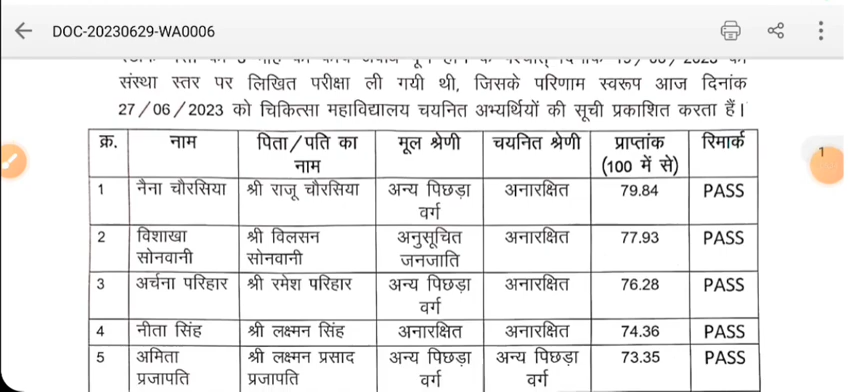 DOC-20230629-WA0006
संस्था स्तर पर लिखित परीक्षा ली गयी थी, जिसके परिणाम स्वरूप आज दिनांक
27/06/2023 को चिकित्सा महाविद्यालय चयनित अभ्यर्थियों की सूची प्रकाशित करता हैं।
क्र. नाम पिता/पति का नाम मूल श्रेणी चयनित श्रेणी प्राप्तांक (100 में से) रिमार्क
1 नैना चौरसिया श्री राजू चौरसिया अन्य पिछड़ा वर्ग अनारक्षित 79.84 PASS
2 विशाखा सोनवानी श्री विलसन सोनवानी अनुसूचित जनजाति अनारक्षित 77.93 PASS
3 अर्चना परिहार श्री रमेश परिहार अन्य पिछड़ा वर्ग अनारक्षित 76.28 PASS
4 नीता सिंह श्री लक्ष्मन सिंह अनारक्षित अनारक्षित 74.36 PASS
5 अमिता प्रजापति श्री लक्ष्मन प्रसाद प्रजापति अन्य पिछड़ा वर्ग अन्य पिछड़ा वर्ग 73.35 PASS
1